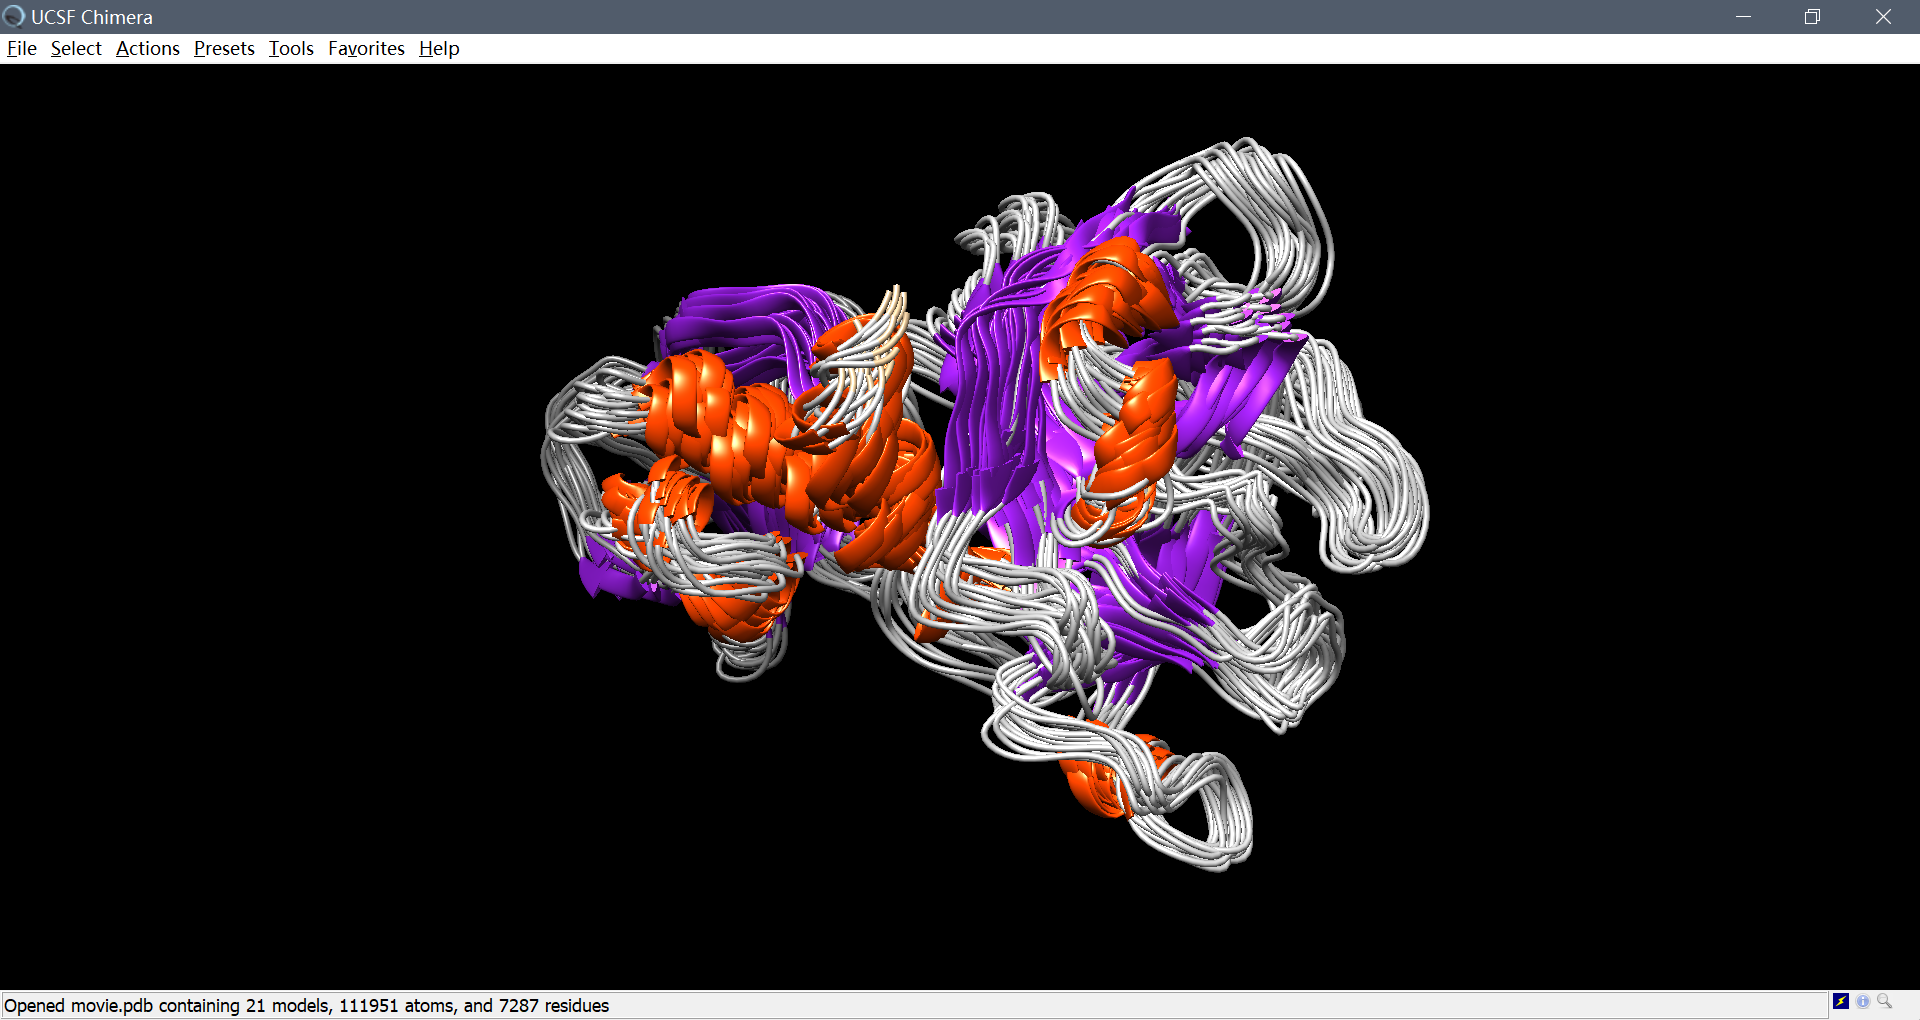 UCSF Chimera
File Select Actions Presets Tools Favorites Help
Opened movie.pdb containing 21 models, 111951 atoms, and 7287 residues